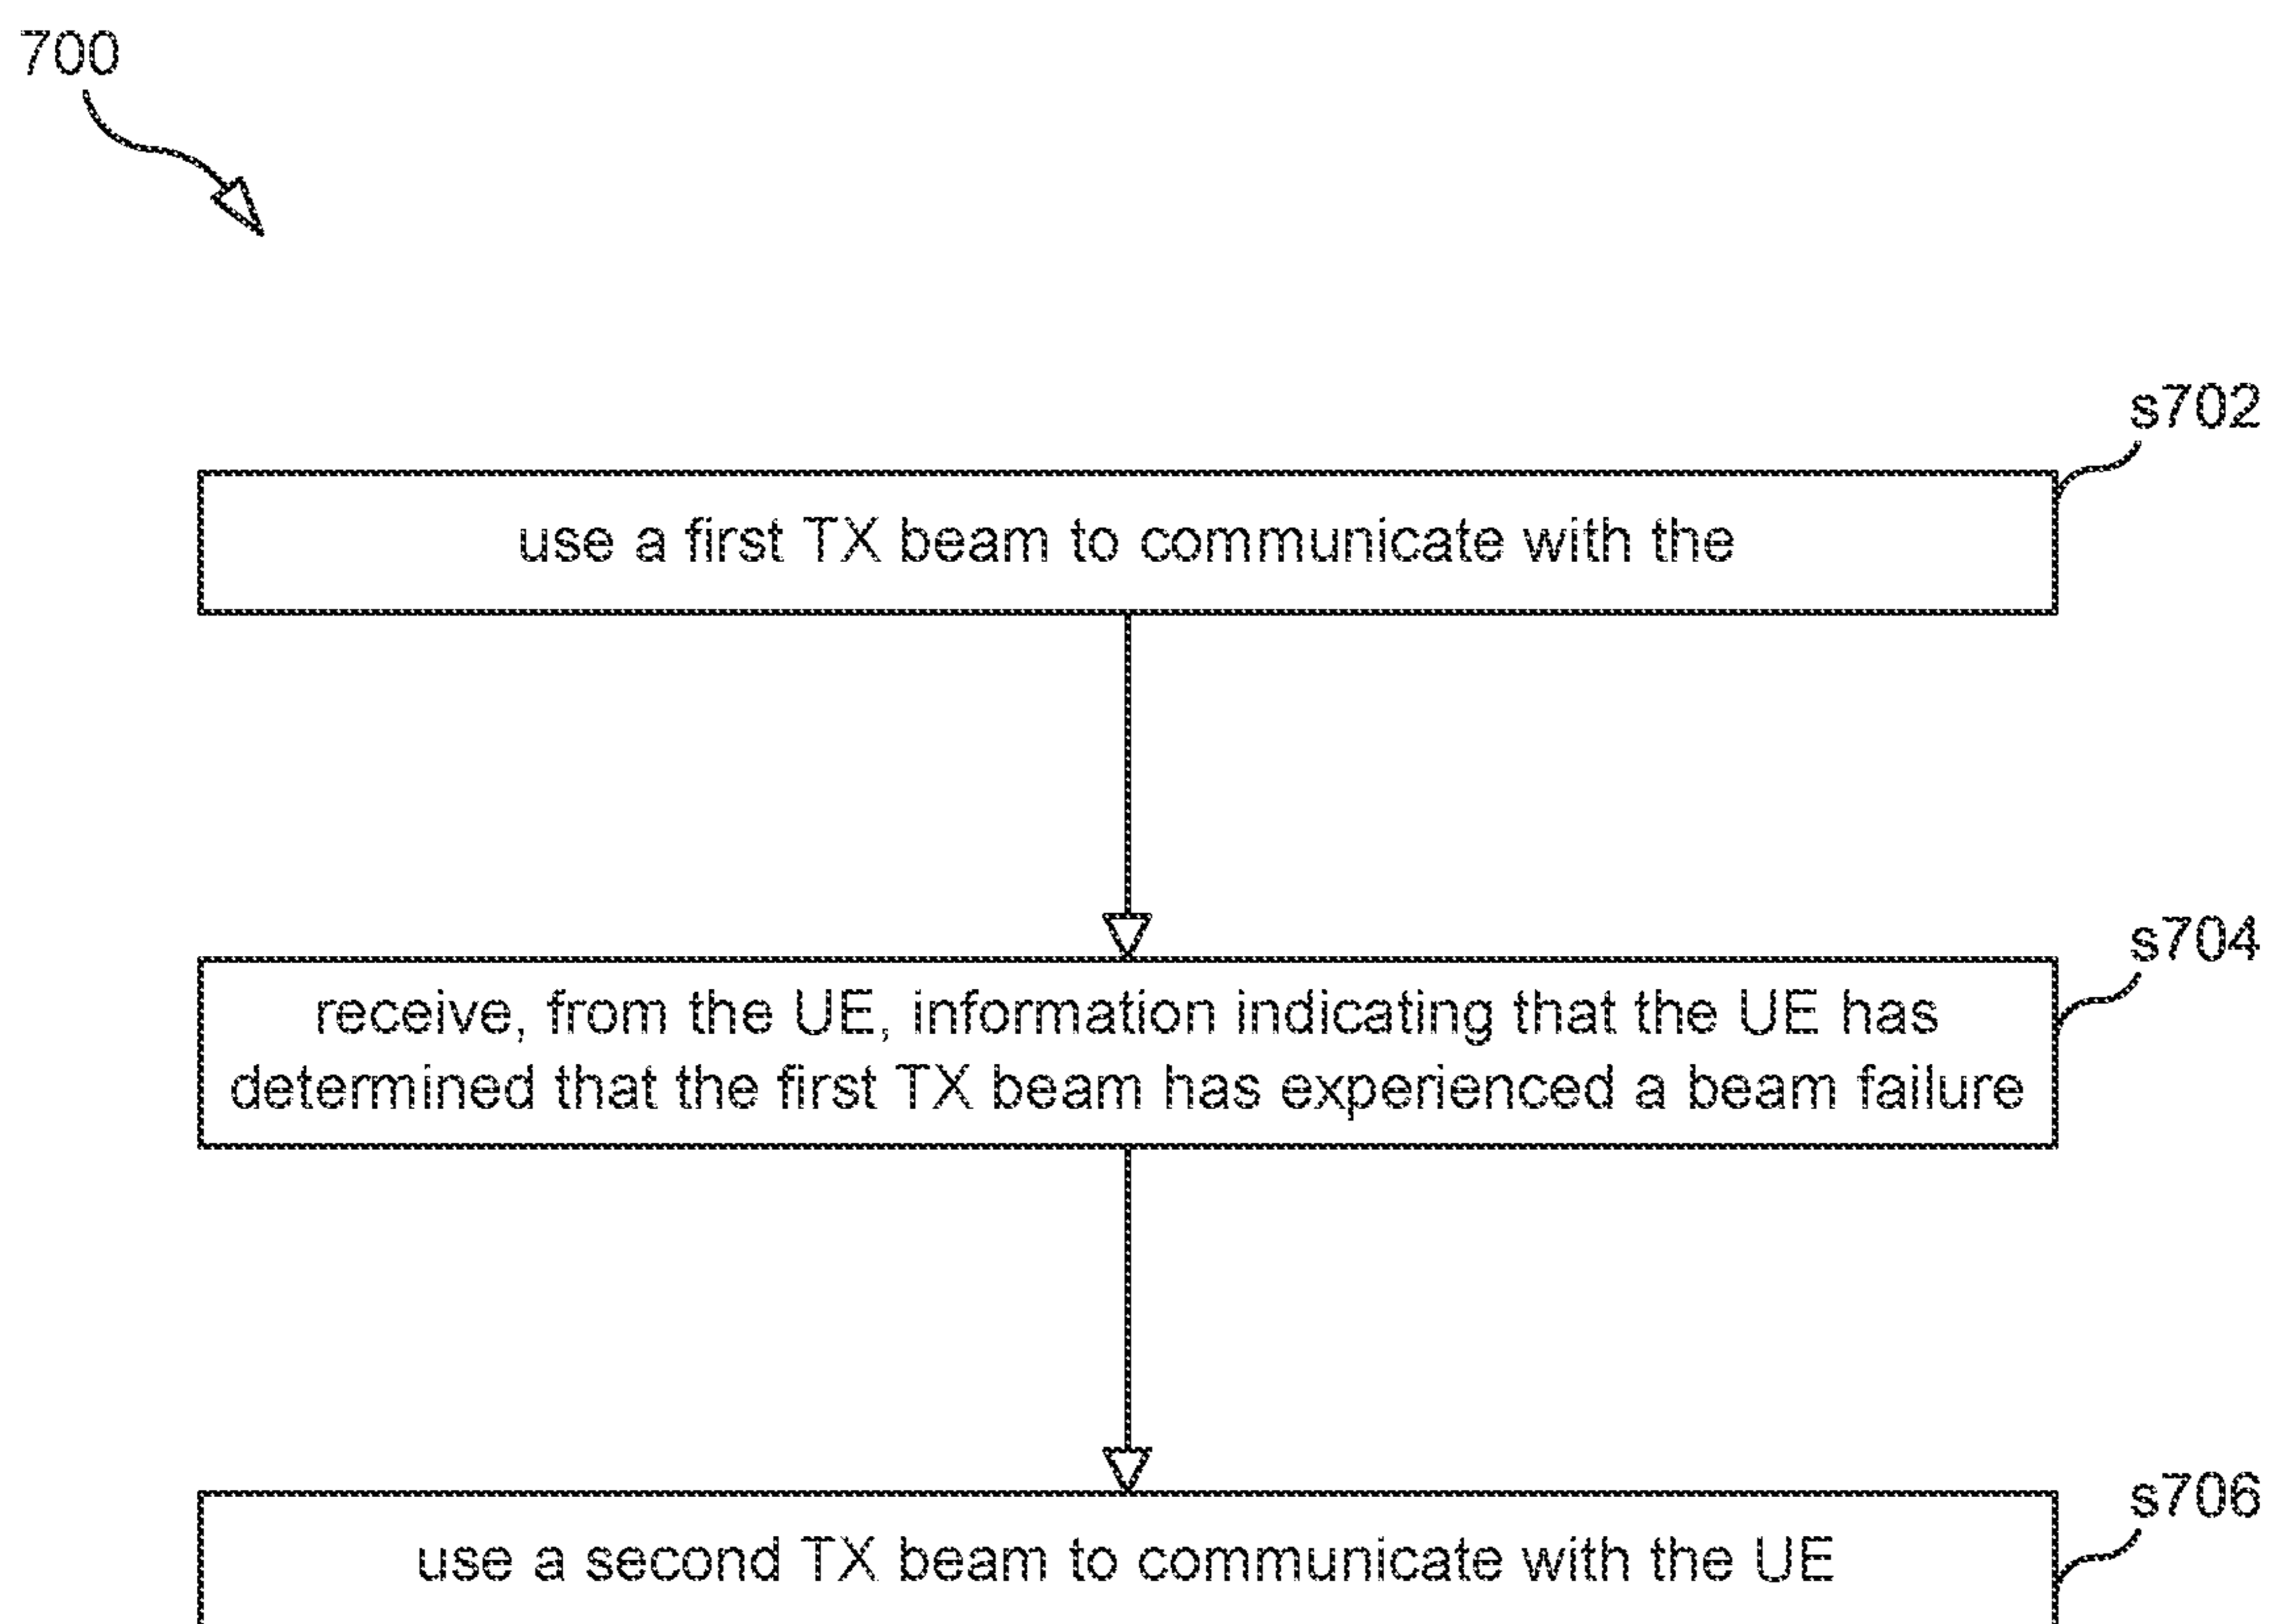 700
s702
use a first TX beam to communicate with the
s704
receive, from the UE, information indicating that the UE has
determined that the first TX beam has experienced a beam failure
s706
use a second TX beam to communicate with the UE